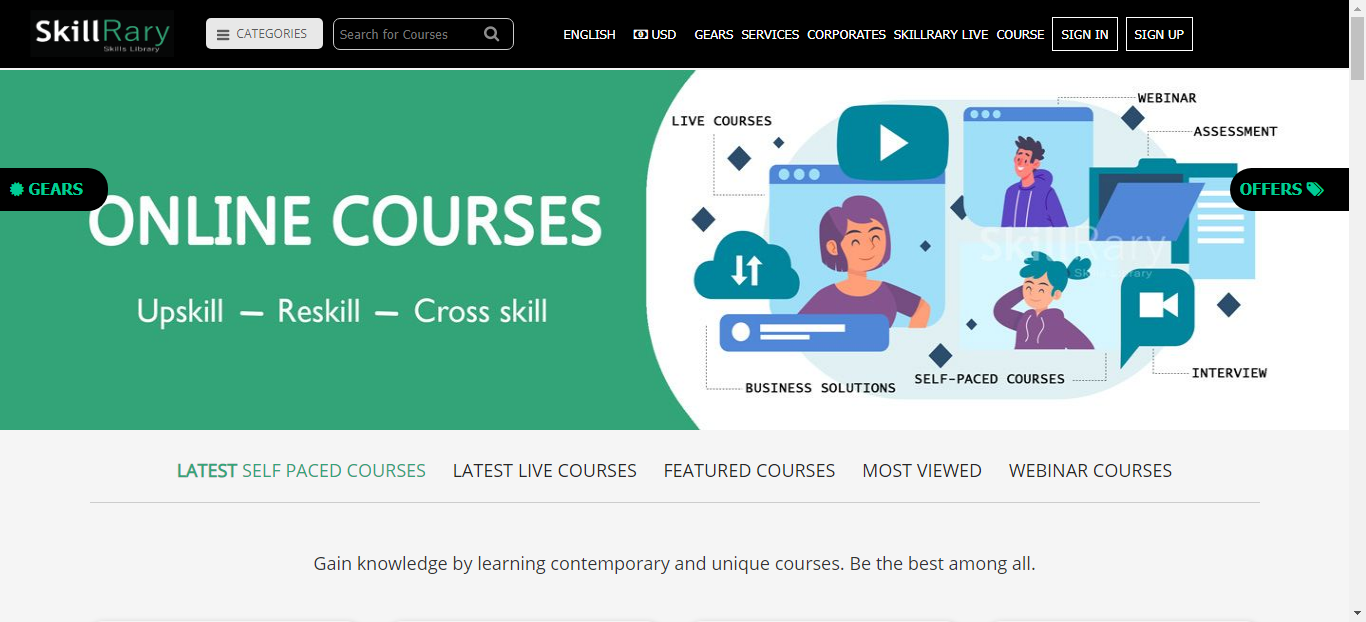 SkillRary
Skills Library
CATEGORIES
Search for Courses
ENGLISH
USD
GEARS
SERVICES
CORPORATES
SKILLRARY LIVE
COURSE
SIGN IN
SIGN UP
GEARS
OFFERS
ONLINE COURSES
Upskill — Reskill — Cross skill
LIVE COURSES
WEBINAR
ASSESSMENT
SkillRary
Skills Library
BUSINESS SOLUTIONS
SELF-PACED COURSES
INTERVIEW
LATEST SELF PACED COURSES
LATEST LIVE COURSES
FEATURED COURSES
MOST VIEWED
WEBINAR COURSES
Gain knowledge by learning contemporary and unique courses. Be the best among all.